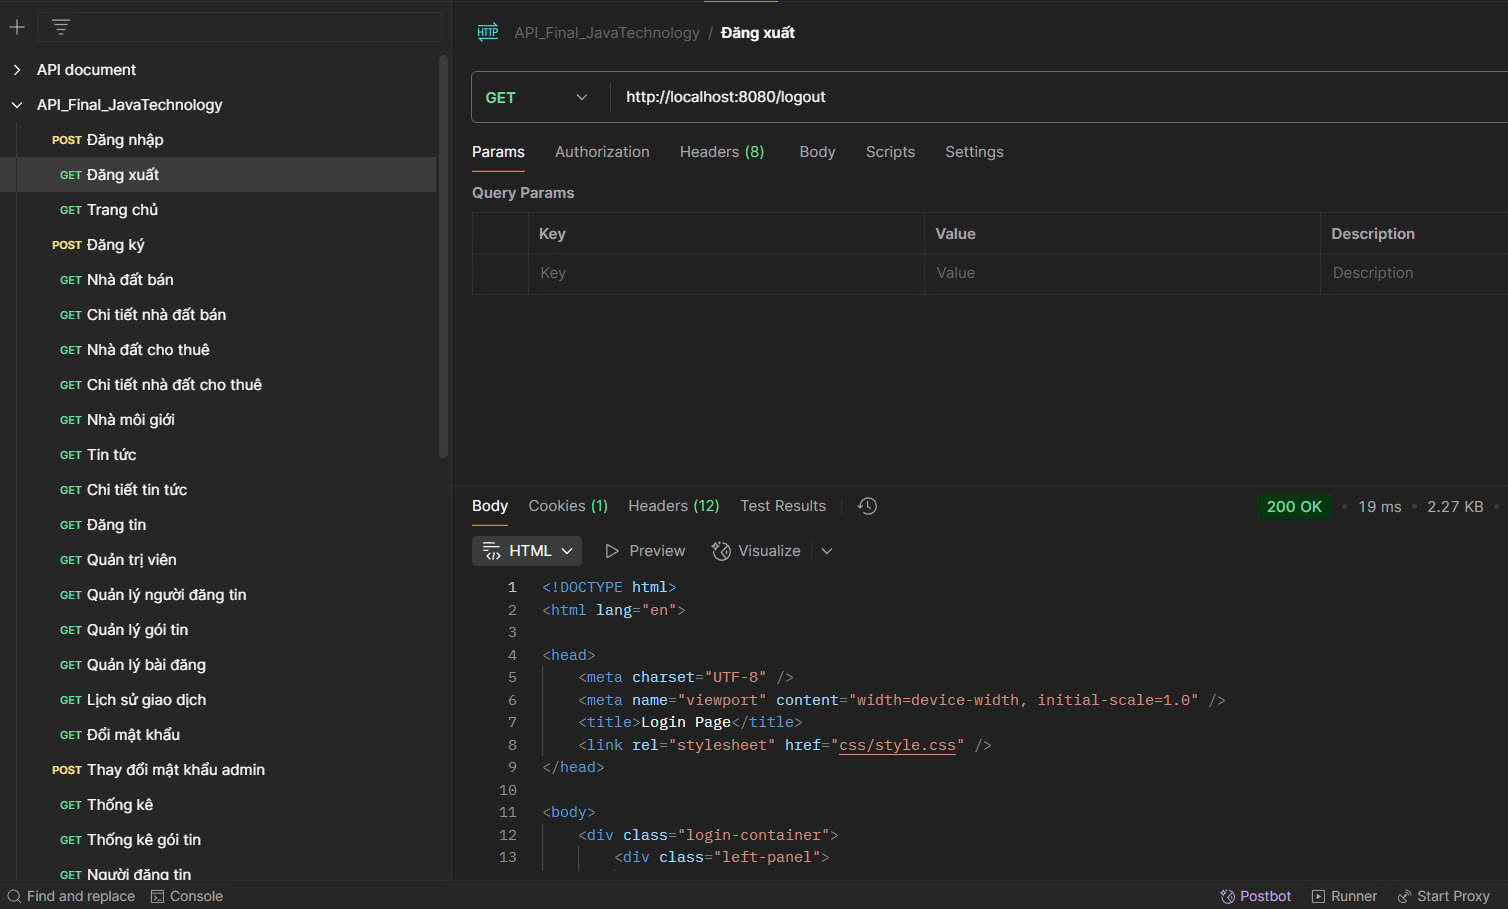 API document
API_Final_JavaTechnology
POST Đăng nhập
GET Đăng xuất
GET Trang chủ
POST Đăng ký
GET Nhà đất bán
GET Chi tiết nhà đất bán
GET Nhà đất cho thuê
GET Chi tiết nhà đất cho thuê
GET Nhà môi giới
GET Tin tức
GET Chi tiết tin tức
GET Đăng tin
GET Quản trị viên
GET Quản lý người đăng tin
GET Quản lý gói tin
GET Quản lý bài đăng
GET Lịch sử giao dịch
GET Đổi mật khẩu
POST Thay đổi mật khẩu admin
GET Thống kê
GET Thống kê gói tin
GET Người đăng tin
HTTP API_Final_JavaTechnology / Đăng xuất
GET http://localhost:8080/logout
Params Authorization Headers (8) Body Scripts Settings
Query Params
Key Value Description
Key Value Description
Body Cookies (1) Headers (12) Test Results 200 OK • 19 ms • 2.27 KB •
HTML Preview Visualize
1 <!DOCTYPE html>
2 <html lang="en">
3
4 <head>
5 <meta charset="UTF-8" />
6 <meta name="viewport" content="width=device-width, initial-scale=1.0" />
7 <title>Login Page</title>
8 <link rel="stylesheet" href="css/style.css" />
9 </head>
10
11 <body>
12 <div class="login-container">
13 <div class="left-panel">
Find and replace Console Postbot Runner Start Proxy